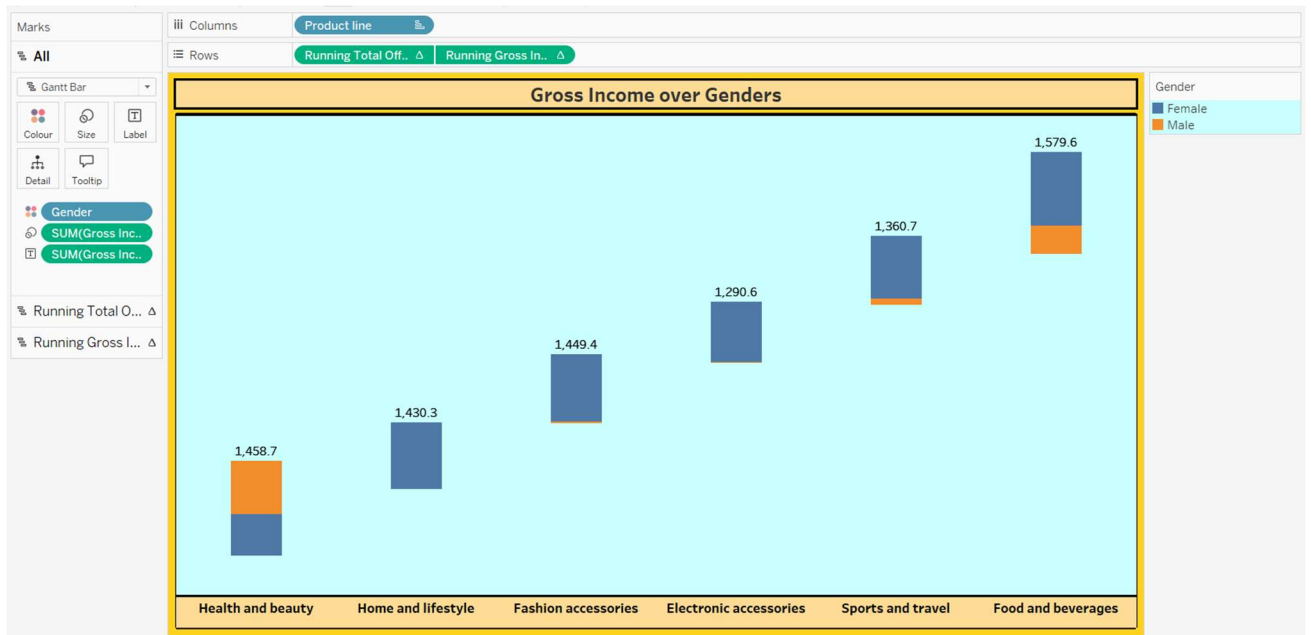 Marks
All
Gantt Bar
Colour
Size
Label
Detail
Tooltip
Gender
SUM(Gross Inc..
SUM(Gross Inc..
Running Total O...
Running Gross I...
iii Columns
Product line
Rows
Running Total Off..
Running Gross In..
Gross Income over Genders
1,579.6
1,360.7
1,290.6
1,449.4
1,430.3
1,458.7
Health and beauty
Home and lifestyle
Fashion accessories
Electronic accessories
Sports and travel
Food and beverages
Gender
Female
Male